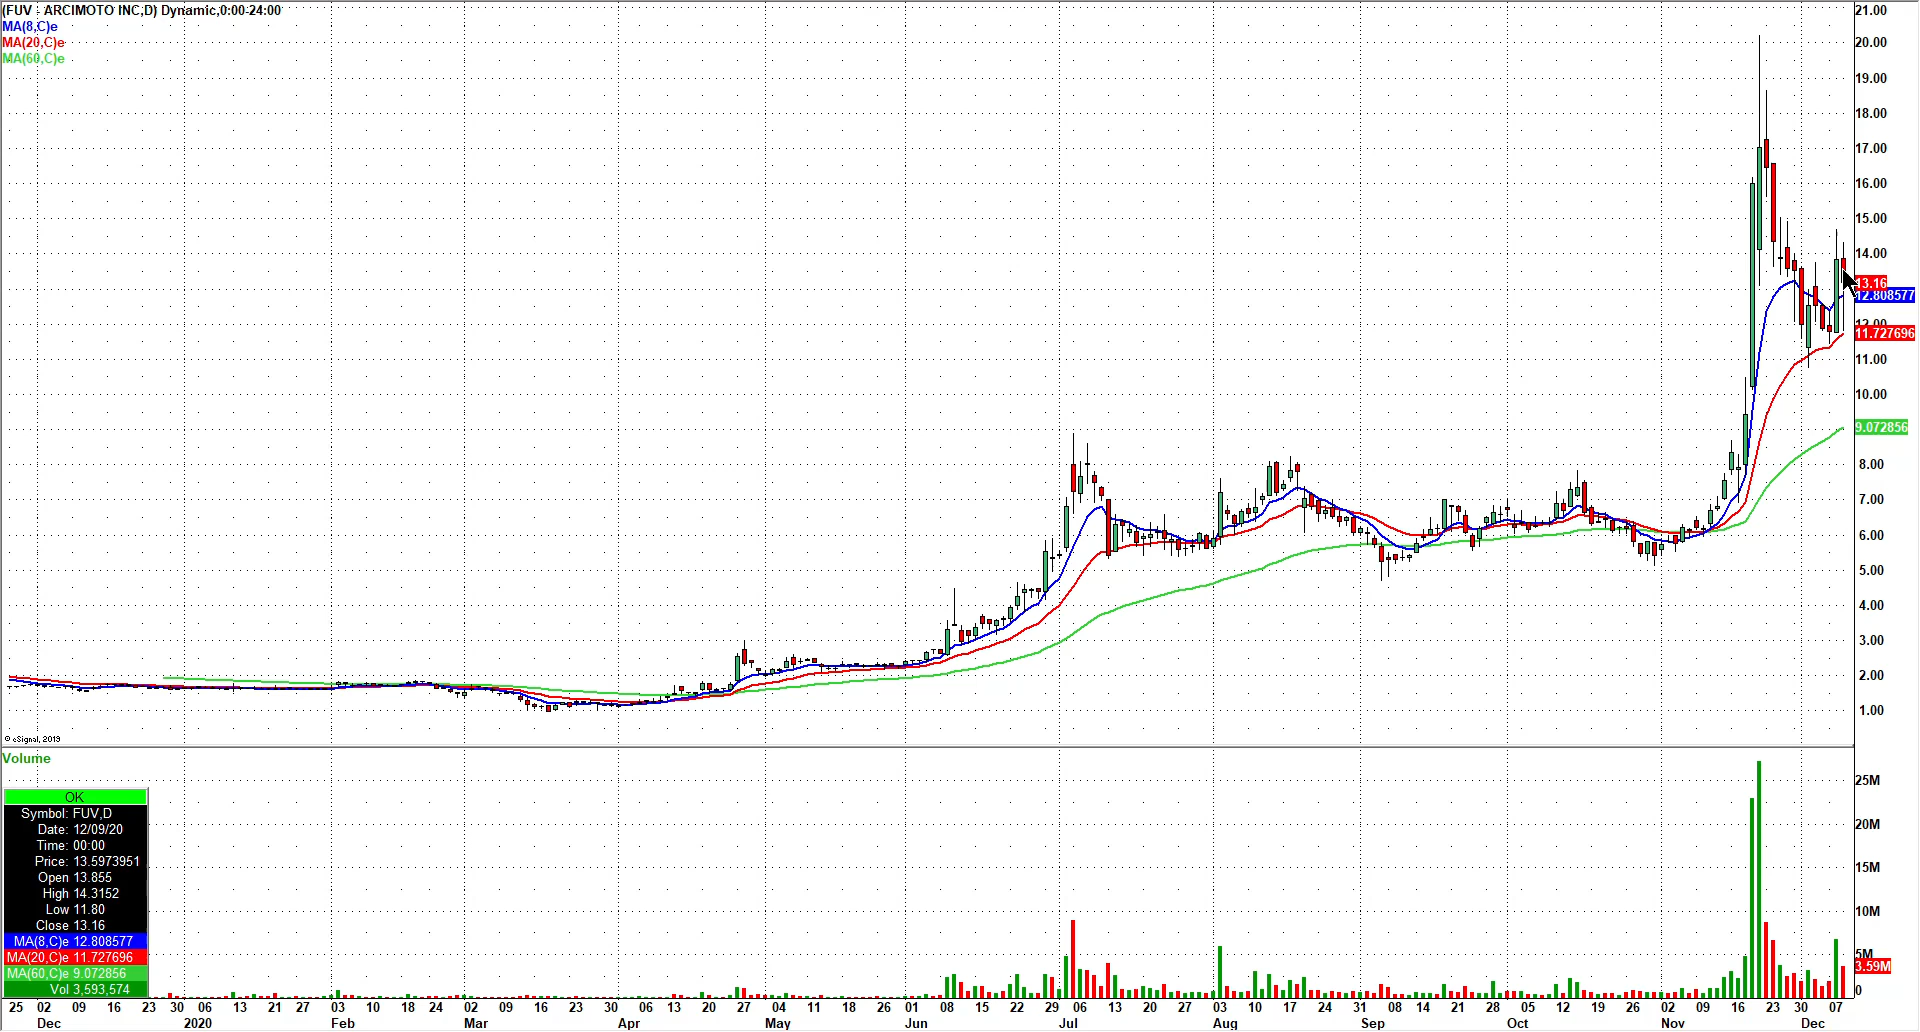 (FUV - ARCIMOTO INC,D) Dynamic,0:00-24:00
MA(8,C)e
MA(20,C)e
MA(60,C)e
21.00
20.00
19.00
18.00
17.00
16.00
15.00
14.00
13.16
12.808577
12.00
11.727696
11.00
10.00
9.072856
8.00
7.00
6.00
5.00
4.00
3.00
2.00
1.00
© eSignal, 2019
Volume
25M
20M
15M
10M
5M
3.59M
0
OK
Symbol: FUV,D
Date: 12/09/20
Time: 00:00
Price: 13.5973951
Open 13.855
High 14.3152
Low 11.80
Close 13.16
MA(8,C)e 12.808577
MA(20,C)e 11.727696
MA(60,C)e 9.072856
Vol 3,593,574
25 02 09 16 23 30 06 13 21 27 03 10 18 24 02 09 16 23 30 06 13 20 27 04 11 18 26 01 08 15 22 29 06 13 20 27 03 10 17 24 31 08 14 21 28 05 12 19 26 02 09 16 23 30 07
Dec 2020 Feb Mar Apr May Jun Jul Aug Sep Oct Nov Dec